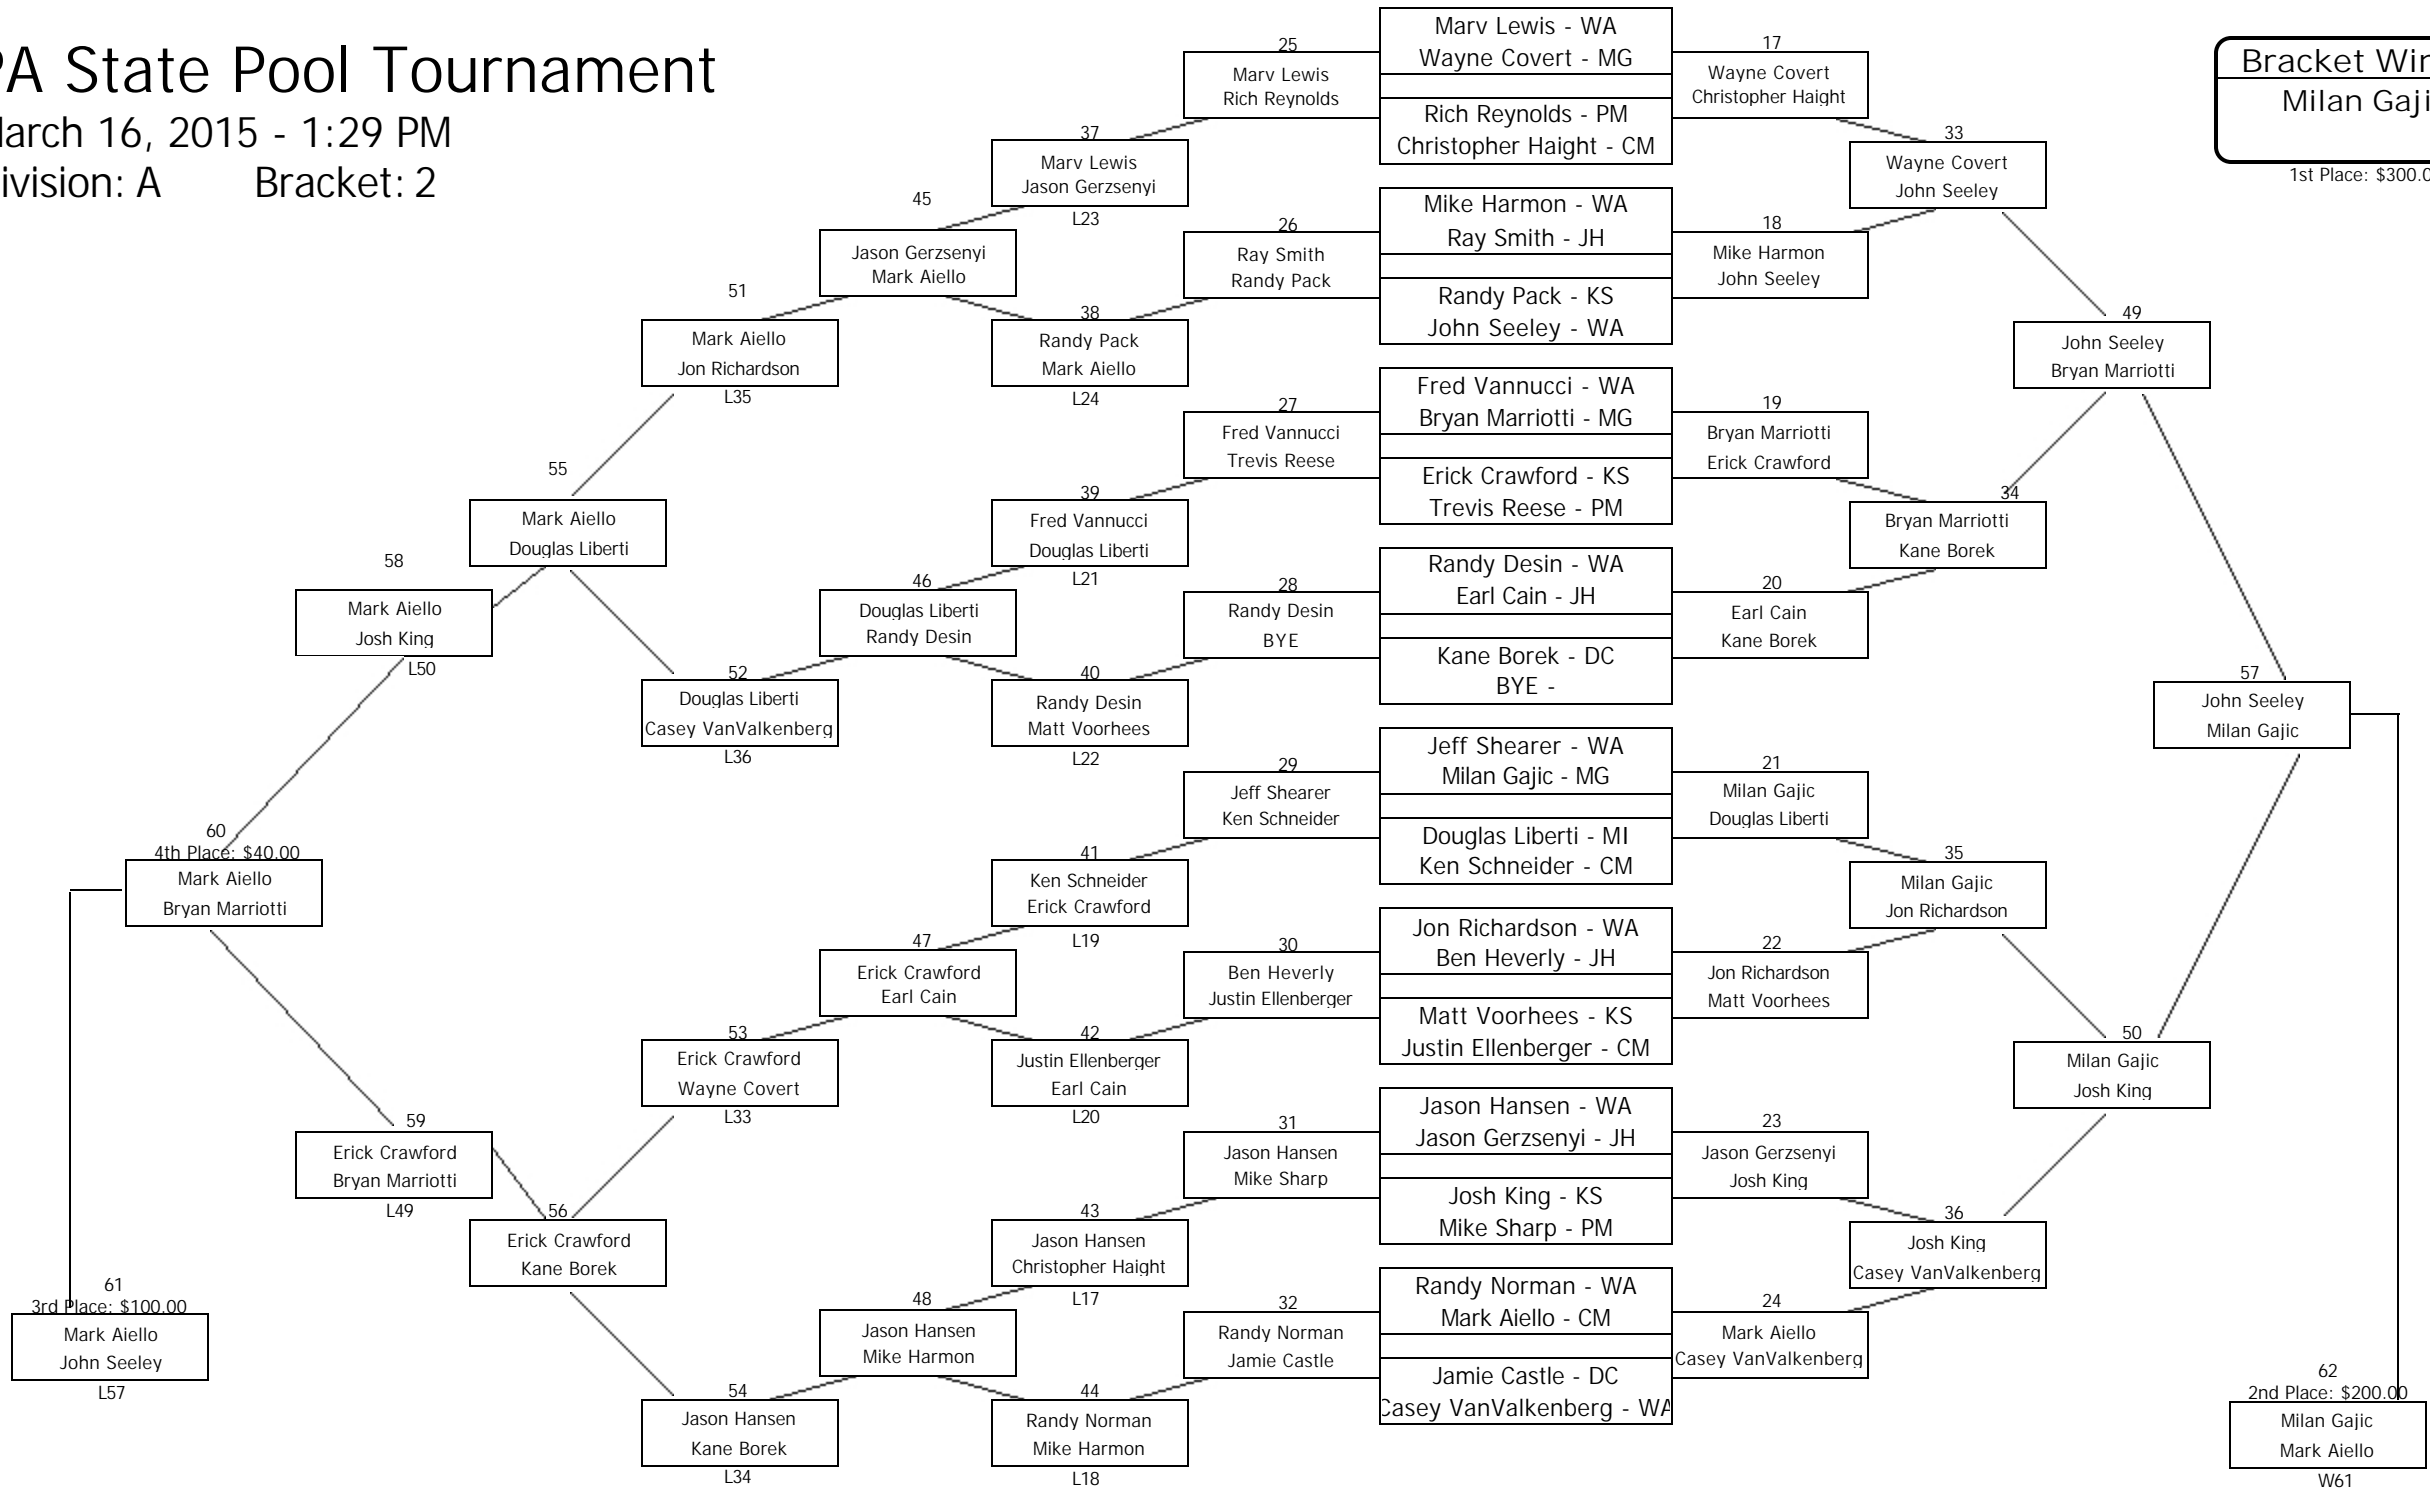 PA State Pool Tournament
March 16, 2015 - 1:29 PM
Division: A Bracket: 2
Bracket Win
Milan Gaji
1st Place: $300.0
Marv Lewis - WA
Wayne Covert - MG
Rich Reynolds - PM
Christopher Haight - CM
Mike Harmon - WA
Ray Smith - JH
Randy Pack - KS
John Seeley - WA
Fred Vannucci - WA
Bryan Marriotti - MG
Erick Crawford - KS
Trevis Reese - PM
Randy Desin - WA
Earl Cain - JH
Kane Borek - DC
BYE -
Jeff Shearer - WA
Milan Gajic - MG
Douglas Liberti - MI
Ken Schneider - CM
Jon Richardson - WA
Ben Heverly - JH
Matt Voorhees - KS
Justin Ellenberger - CM
Jason Hansen - WA
Jason Gerzsenyi - JH
Josh King - KS
Mike Sharp - PM
Randy Norman - WA
Mark Aiello - CM
Jamie Castle - DC
Casey VanValkenberg - WA
17
Wayne Covert
Christopher Haight
18
Mike Harmon
John Seeley
19
Bryan Marriotti
Erick Crawford
20
Earl Cain
Kane Borek
21
Milan Gajic
Douglas Liberti
22
Jon Richardson
Matt Voorhees
23
Jason Gerzsenyi
Josh King
24
Mark Aiello
Casey VanValkenberg
25
Marv Lewis
Rich Reynolds
26
Ray Smith
Randy Pack
27
Fred Vannucci
Trevis Reese
28
Randy Desin
BYE
29
Jeff Shearer
Ken Schneider
30
Ben Heverly
Justin Ellenberger
31
Jason Hansen
Mike Sharp
32
Randy Norman
Jamie Castle
33
Wayne Covert
John Seeley
34
Bryan Marriotti
Kane Borek
35
Milan Gajic
Jon Richardson
36
Josh King
Casey VanValkenberg
37
Marv Lewis
Jason Gerzsenyi
L23
38
Randy Pack
Mark Aiello
L24
39
Fred Vannucci
Douglas Liberti
L21
40
Randy Desin
Matt Voorhees
L22
41
Ken Schneider
Erick Crawford
L19
42
Justin Ellenberger
Earl Cain
L20
43
Jason Hansen
Christopher Haight
L17
44
Randy Norman
Mike Harmon
L18
45
Jason Gerzsenyi
Mark Aiello
46
Douglas Liberti
Randy Desin
47
Erick Crawford
Earl Cain
48
Jason Hansen
Mike Harmon
49
John Seeley
Bryan Marriotti
50
Milan Gajic
Josh King
51
Mark Aiello
Jon Richardson
L35
52
Douglas Liberti
Casey VanValkenberg
L36
53
Erick Crawford
Wayne Covert
L33
54
Jason Hansen
Kane Borek
L34
55
Mark Aiello
Douglas Liberti
56
Erick Crawford
Kane Borek
57
John Seeley
Milan Gajic
58
Mark Aiello
Josh King
L50
59
Erick Crawford
Bryan Marriotti
L49
60
4th Place: $40.00
Mark Aiello
Bryan Marriotti
61
3rd Place: $100.00
Mark Aiello
John Seeley
L57
62
2nd Place: $200.00
Milan Gajic
Mark Aiello
W61